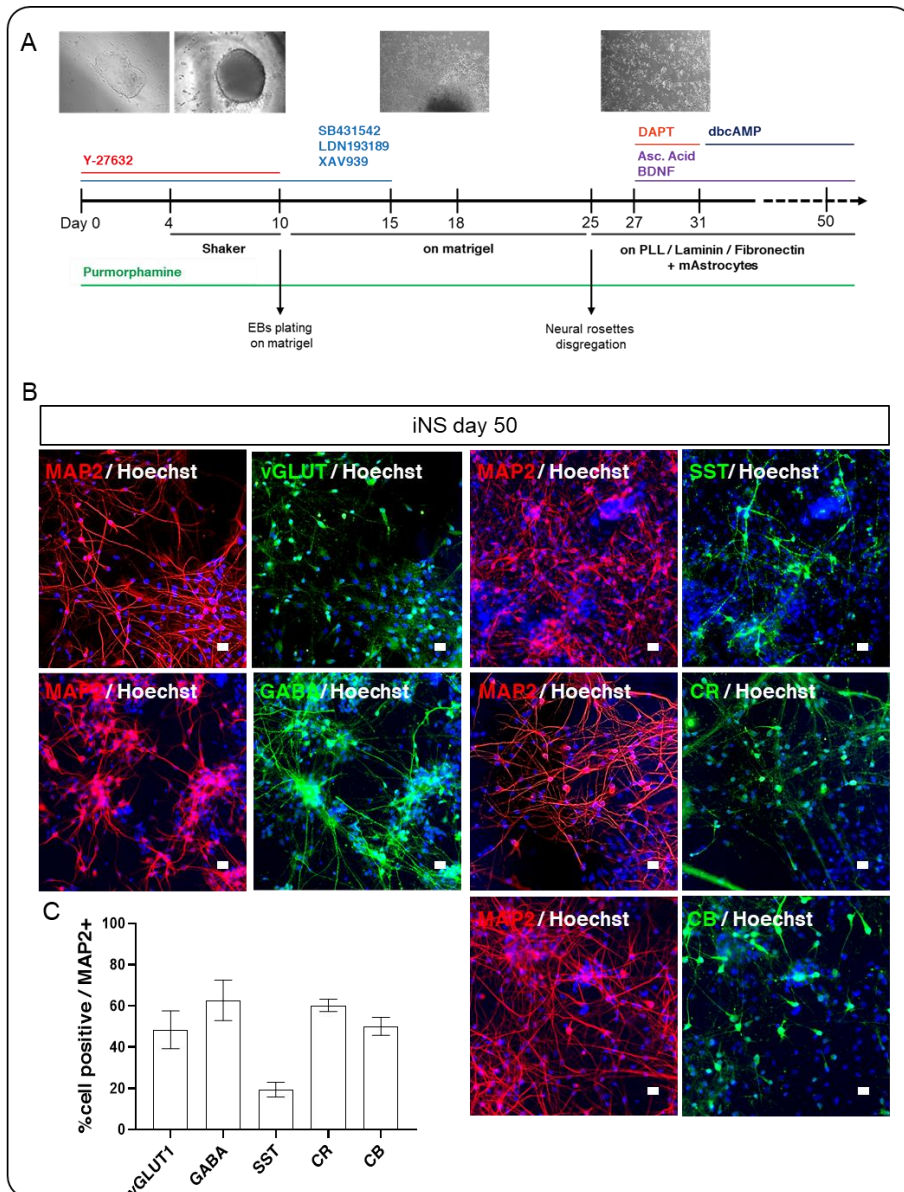 A
SB431542
LDN193189
XAV939
Y-27632
DAPT
dbcAMP
Asc. Acid
BDNF
Day 0 4 10 15 18 25 27 31 50
Shaker
on matrigel
on PLL / Laminin / Fibronectin
+ mAstrocytes
Purmorphamine
EBs plating
on matrigel
Neural rosettes
disgregation
B
iNS day 50
MAP2 / Hoechst
vGLUT / Hoechst
MAP2 / Hoechst
SST/ Hoechst
MAP2 / Hoechst
GABA / Hoechst
MAP2 / Hoechst
CR / Hoechst
MAP2 / Hoechst
CB / Hoechst
C
%cell positive / MAP2+
100
80
60
40
20
0
vGLUT1
GABA
SST
CR
CB